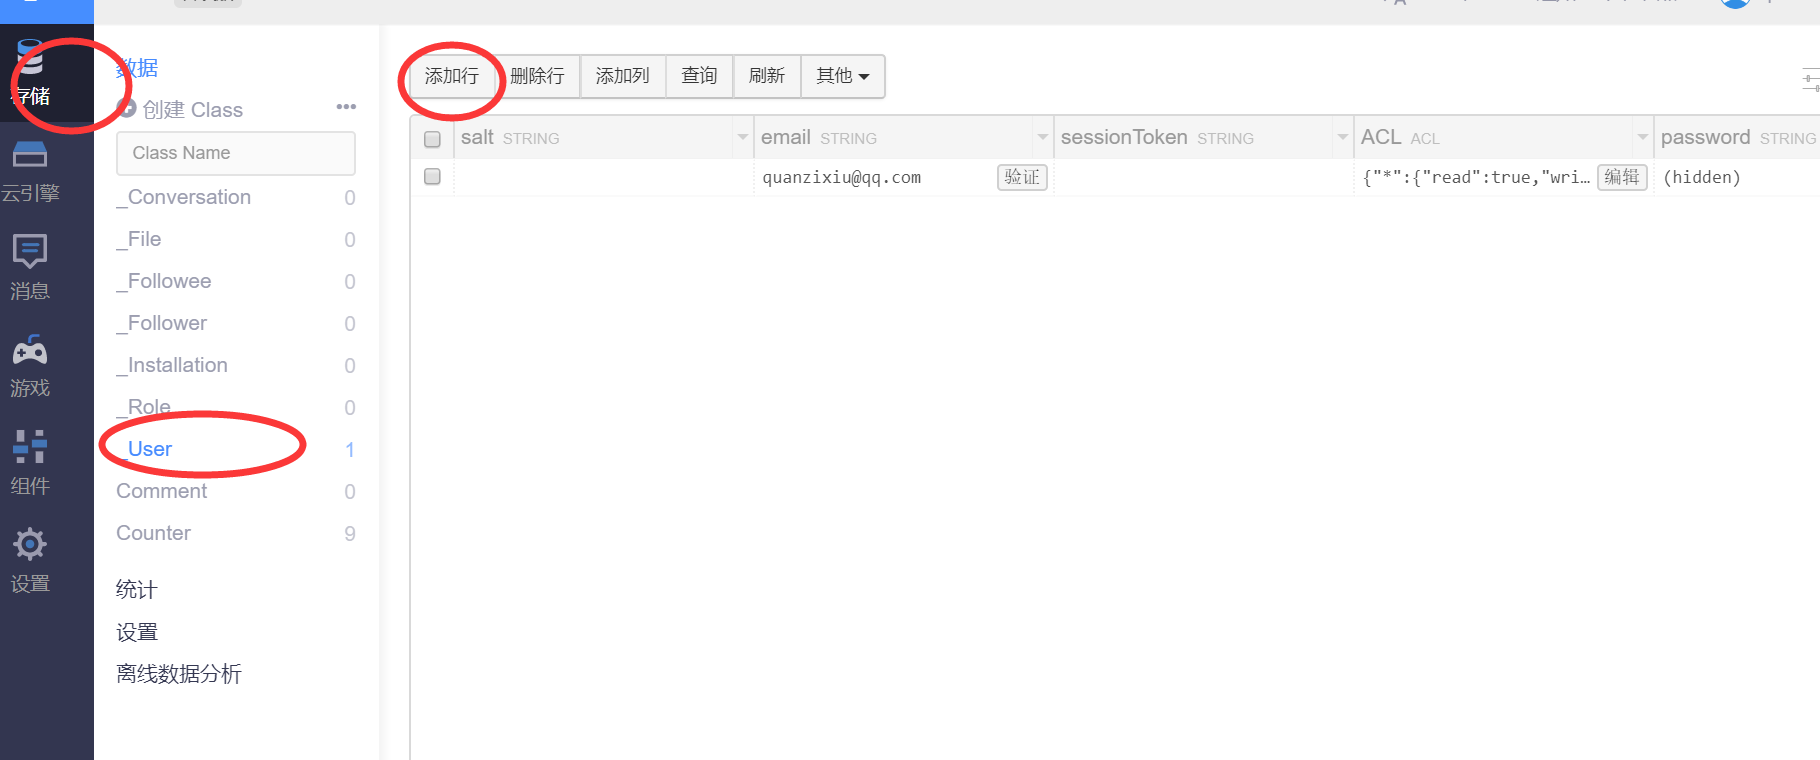 存储
云引擎
消息
游戏
组件
设置
数据
创建 Class
Class Name
_Conversation 0
_File 0
_Followee 0
_Follower 0
_Installation 0
_Role 0
_User 1
Comment 0
Counter 9
统计
设置
离线数据分析
添加行 删除行 添加列 查询 刷新 其他
salt STRING email STRING sessionToken STRING ACL ACL password STRING
quanzixiu@qq.com 验证 {"*":{"read":true,"wri... 编辑 (hidden)